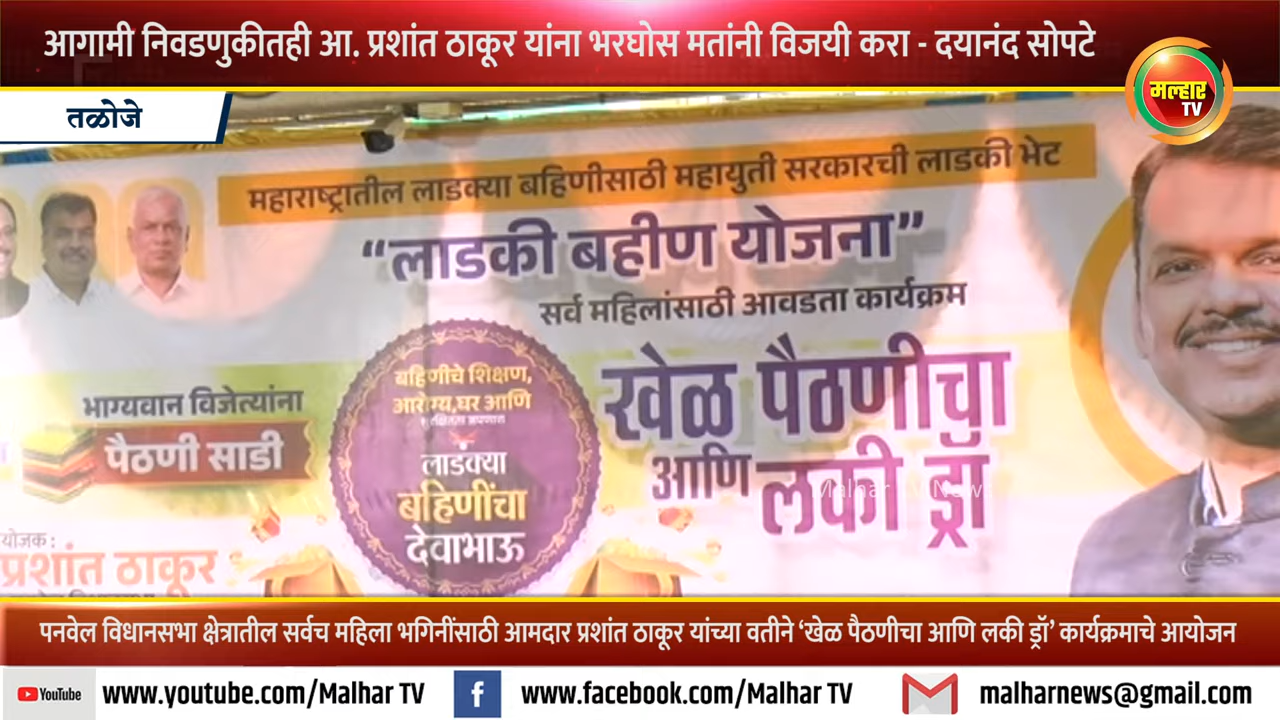 आगामी निवडणुकीतही आ. प्रशांत ठाकूर यांना भरघोस मतांनी विजयी करा - दयानंद सोपटे
मल्हार
TV
तळोजे
महाराष्ट्रातील लाडक्या बहिणीसाठी महायुती सरकारची लाडकी भेट
“लाडकी बहीण योजना”
सर्व महिलांसाठी आवडता कार्यक्रम
खेळ पैठणीचा
आणि लकी ड्रॉ
Malhar TV News
भाग्यवान विजेत्यांना
पैठणी साडी
बहिणीचे शिक्षण,
आरोग्य,घर आणि
लाडक्या
बहिणींचा
देवाभाऊ
योजक :
प्रशांत ठाकूर
पनवेल विधानसभा क्षेत्रातील सर्वच महिला भगिनींसाठी आमदार प्रशांत ठाकूर यांच्या वतीने ‘खेळ पैठणीचा आणि लकी ड्रॉ’ कार्यक्रमाचे आयोजन
YouTube www.youtube.com/Malhar TV f www.facebook.com/Malhar TV malharnews@gmail.com